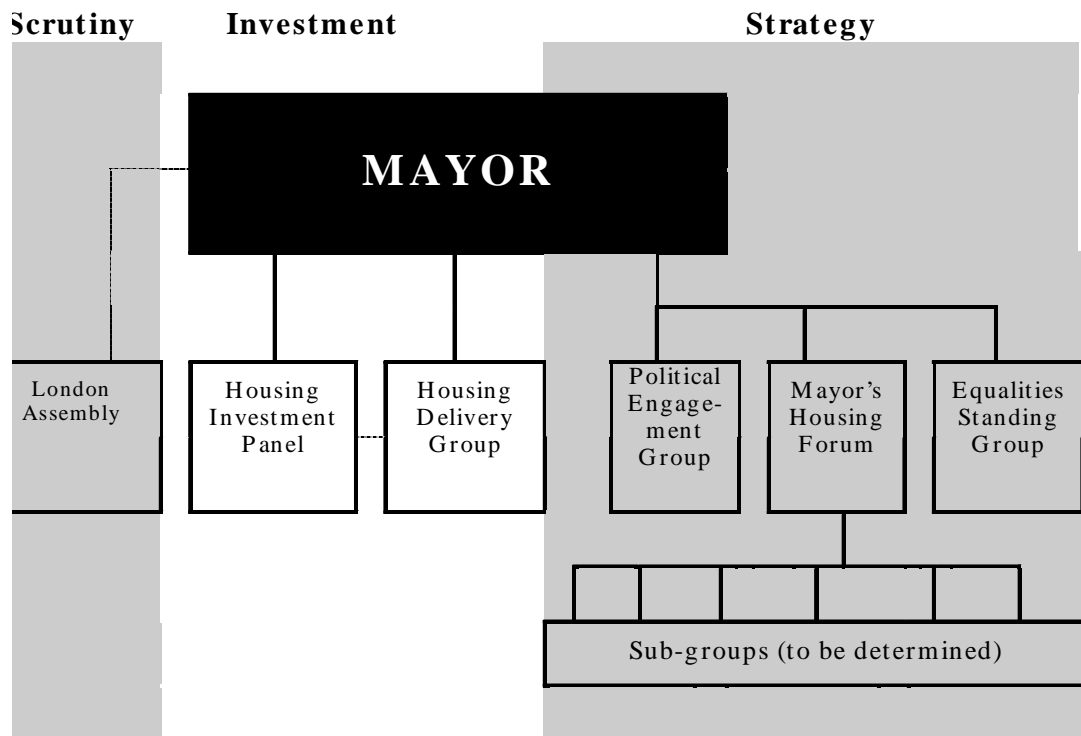 Scrutiny
Investment
Strategy
MAYOR
London
Assembly
Housing
Investment
Panel
Housing
Delivery
Group
Political
Engage-
ment
Group
Mayor’s
Housing
Forum
Equalities
Standing
Group
Sub-groups (to be determined)